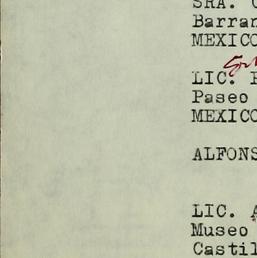 SRA. C
Barran
MEXICO
LIC.
Paseo
MEXICO
ALFONS
LIC. A
Museo
Castil